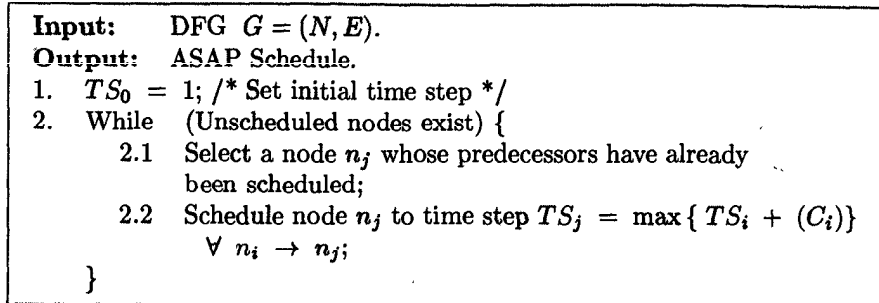 Input: DFG G = (N, E).
Output: ASAP Schedule.
1. TS₀ = 1; /* Set initial time step */
2. While (Unscheduled nodes exist) {
2.1 Select a node nⱼ whose predecessors have already
been scheduled;
2.2 Schedule node nⱼ to time step TSⱼ = max{ TSᵢ + (Cᵢ)}
∀ nᵢ → nⱼ;
}